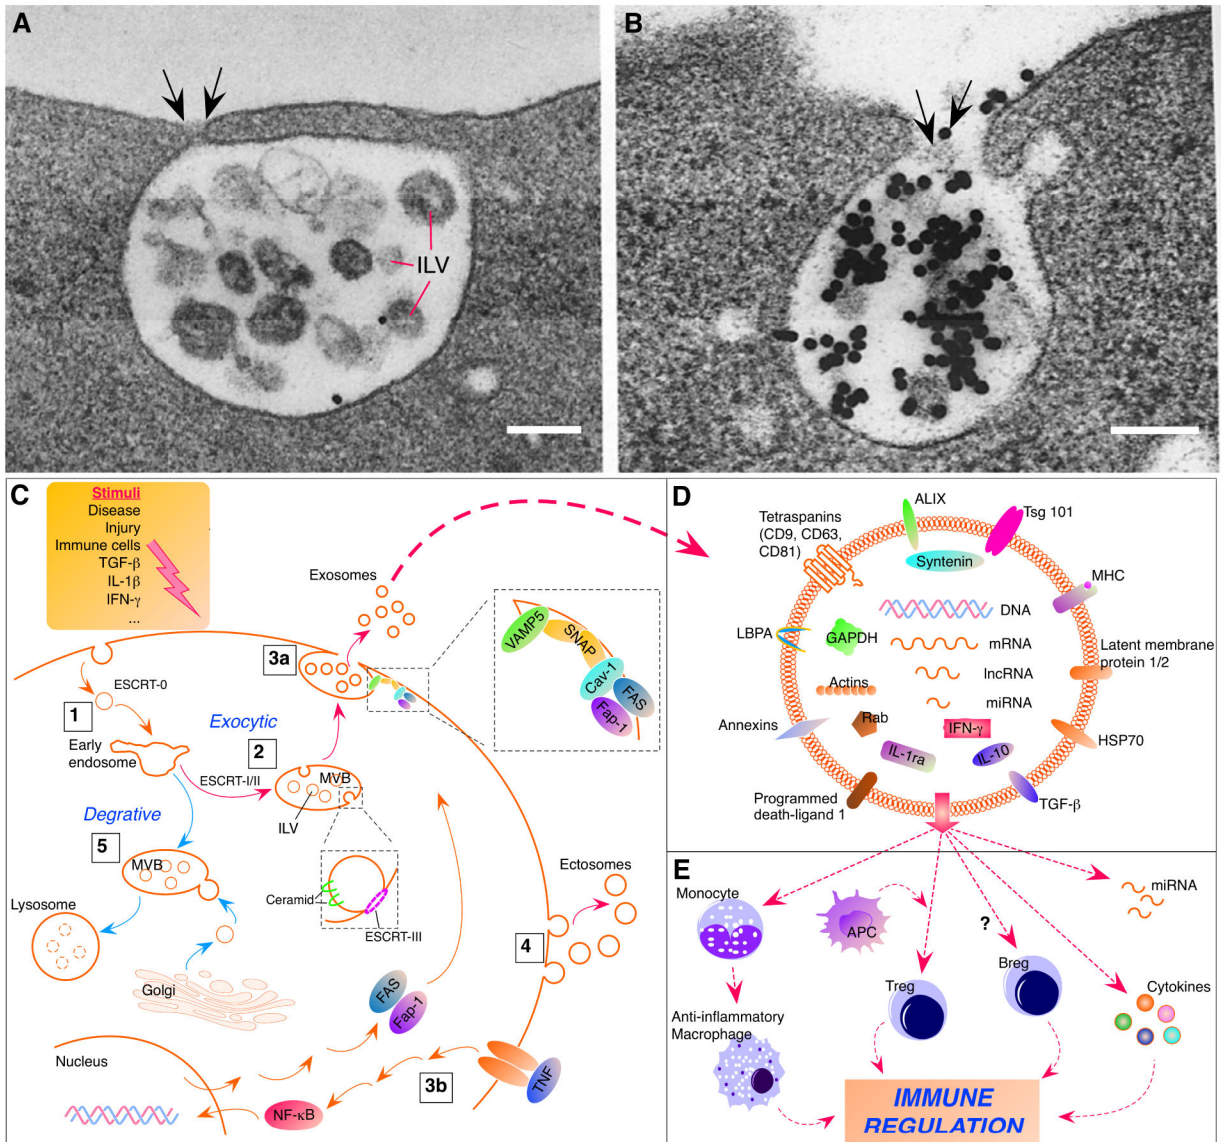 A
ILV
B
C
Stimuli
Disease
Injury
Immune cells
TGF-β
IL-1β
IFN-γ
...
Exosomes
3a
VAMP5
SNAP
Cav-1
FAS
Fap-1
ESCRT-0
1
Early
endosome
Exocytic
2
ESCRT-I/II
MVB
ILV
Degrative
5
MVB
Lysosome
Golgi
Ceramid
ESCRT-III
Ectosomes
4
FAS
Fap-1
Nucleus
NF-κB
3b
TNF
D
ALIX
Tsg 101
Tetraspanins
(CD9, CD63,
CD81)
Syntenin
MHC
DNA
LBPA
GAPDH
mRNA
Latent membrane
protein 1/2
lncRNA
Actins
miRNA
Annexins
Rab
IFN-γ
HSP70
IL-1ra
IL-10
Programmed
death-ligand 1
TGF-β
E
Monocyte
APC
?
miRNA
Treg
Breg
Cytokines
Anti-inflammatory
Macrophage
IMMUNE
REGULATION